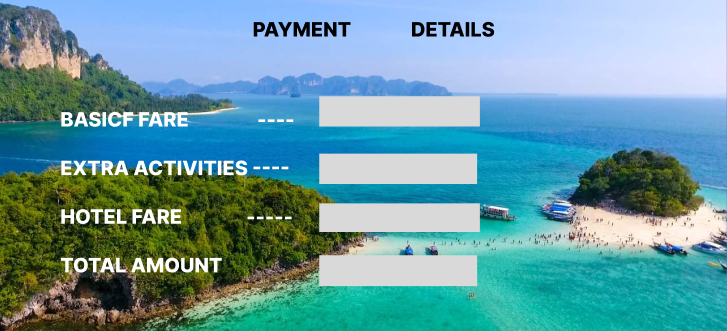 PAYMENT DETAILS
BASICF FARE ----
EXTRA ACTIVITIES ----
HOTEL FARE -----
TOTAL AMOUNT